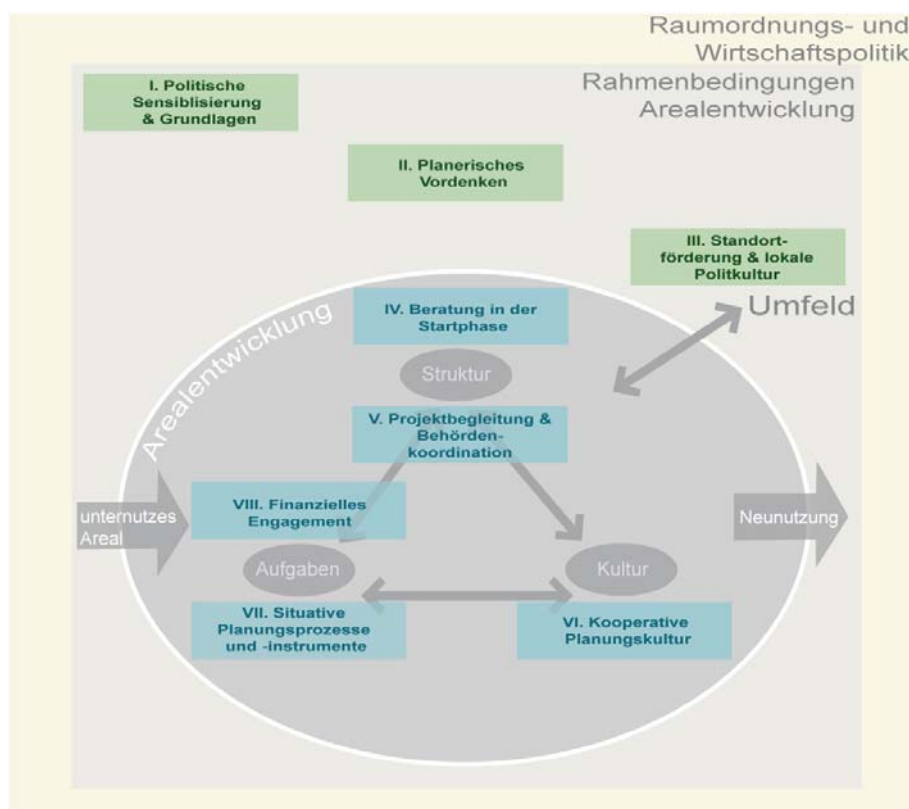 Raumordnungs- und
Wirtschaftspolitik
Rahmenbedingungen
Arealentwicklung
I. Politische
Sensiblisierung
& Grundlagen
II. Planerisches
Vordenken
III. Standort-
förderung & lokale
Politkultur
Umfeld
Arealentwicklung
IV. Beratung in der
Startphase
Struktur
V. Projektbegleitung &
Behörden-
koordination
unternutzes
Areal
VIII. Finanzielles
Engagement
Neunutzung
Aufgaben
Kultur
VII. Situative
Planungsprozesse
und -instrumente
VI. Kooperative
Planungskultur